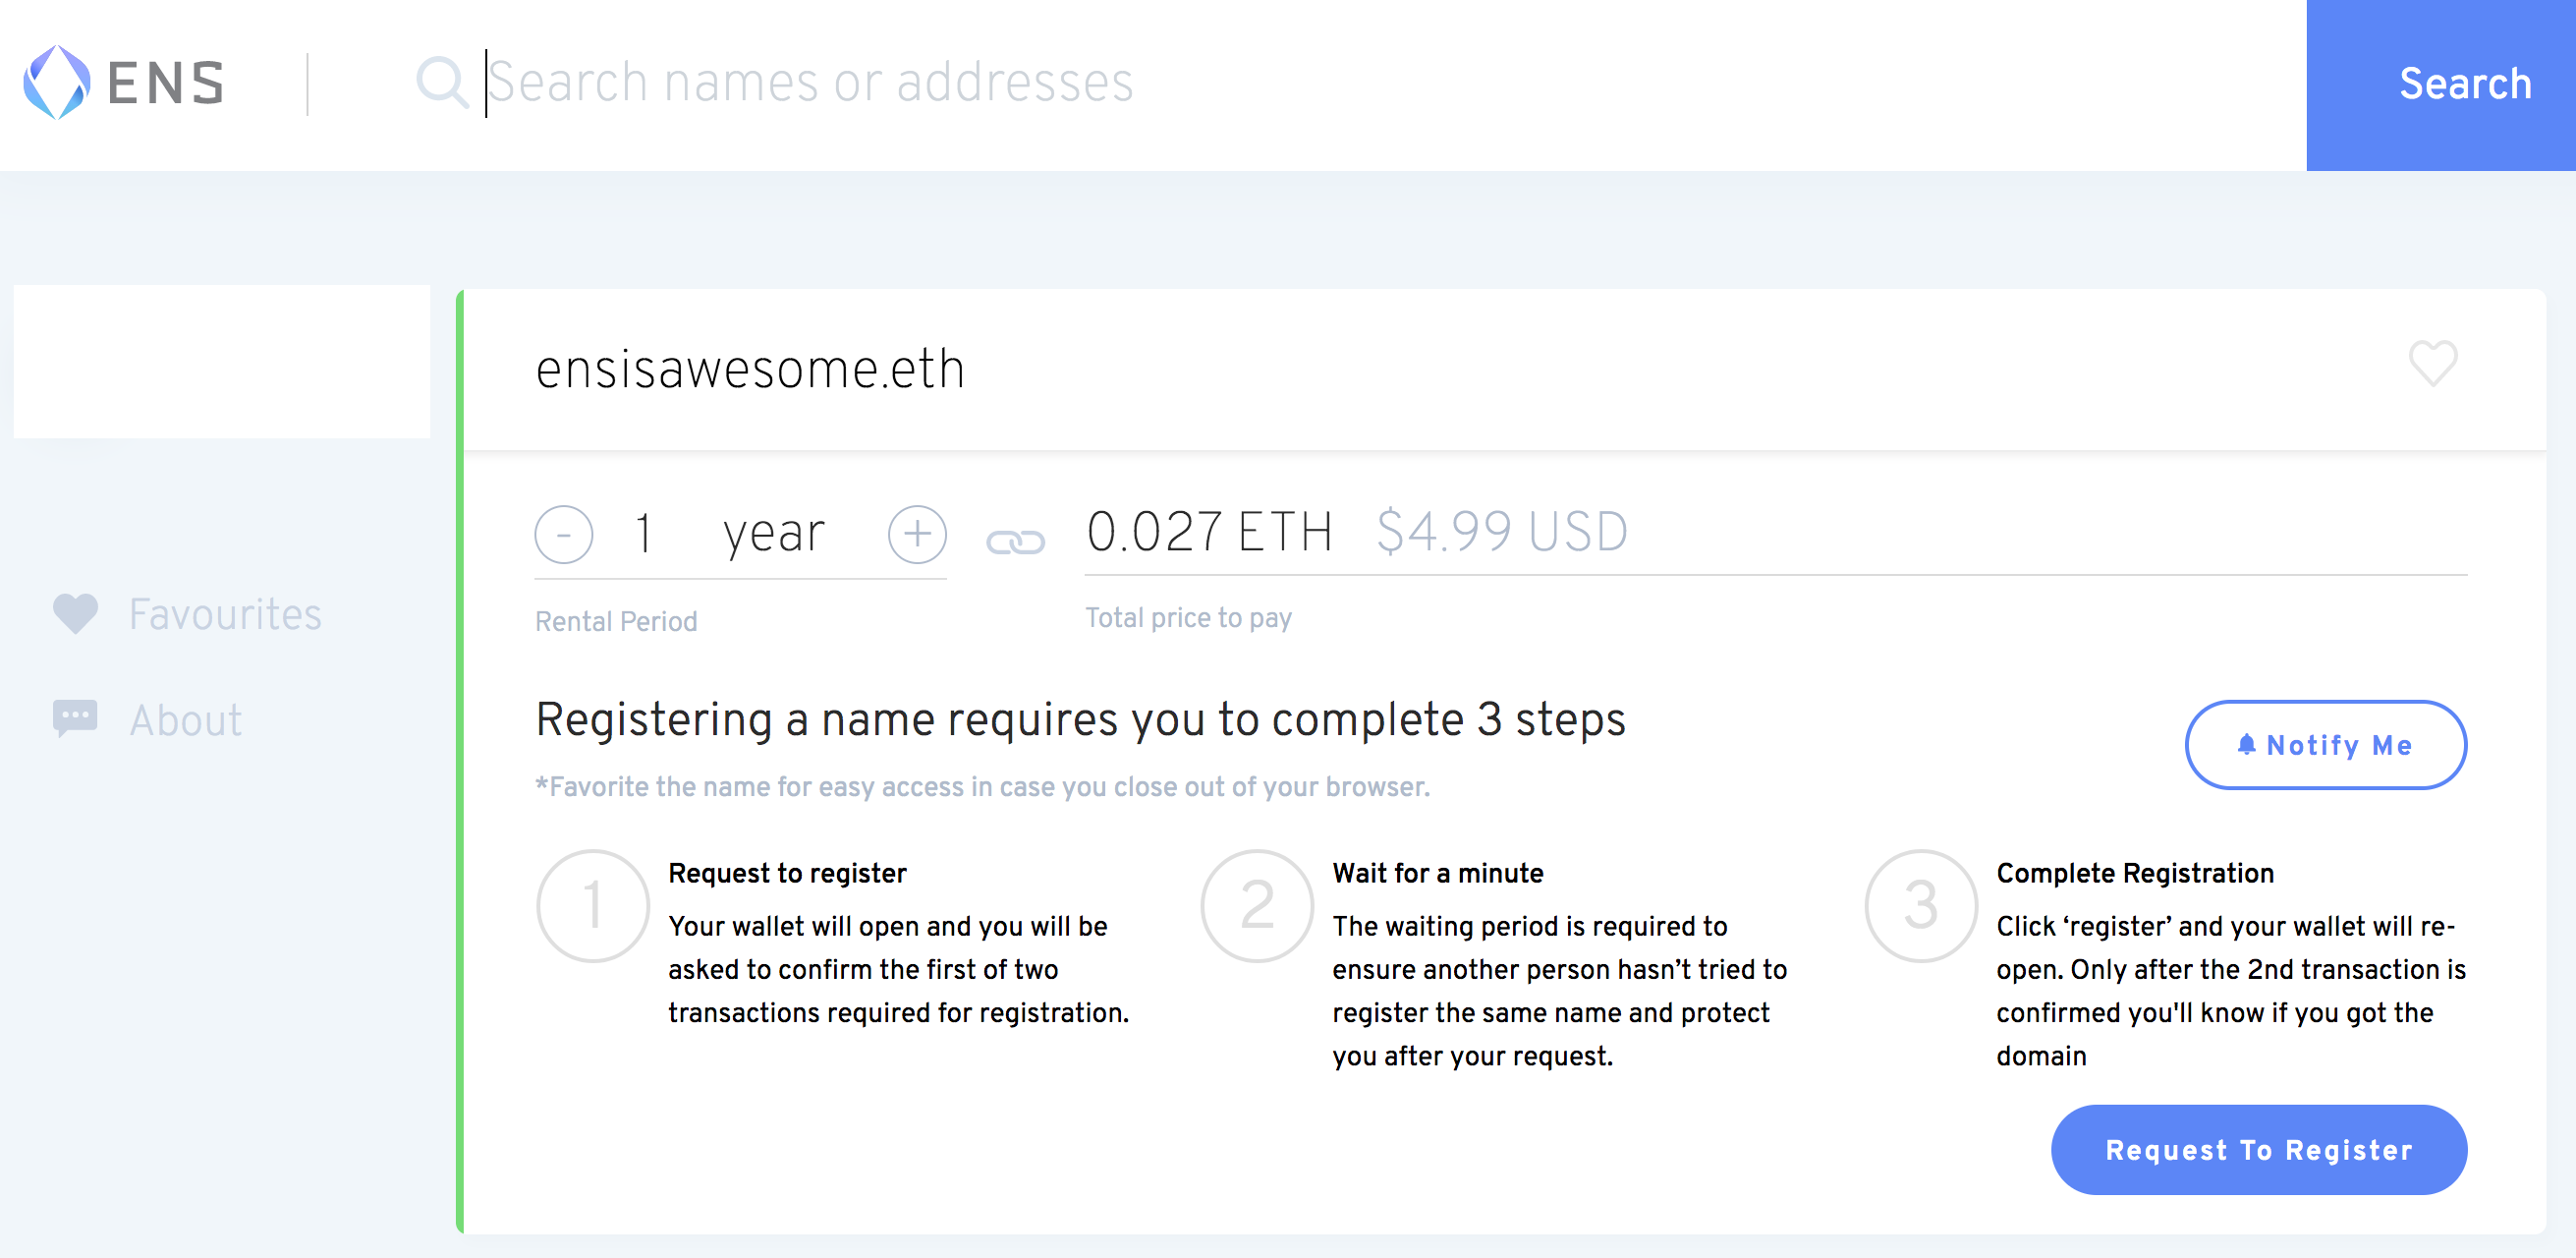 ENS
Search names or addresses
Search
ensisawesome.eth
- 1 year +
0.027 ETH $4.99 USD
Rental Period
Total price to pay
Favourites
About
Registering a name requires you to complete 3 steps
*Favorite the name for easy access in case you close out of your browser.
Notify Me
1
Request to register
Your wallet will open and you will be
asked to confirm the first of two
transactions required for registration.
2
Wait for a minute
The waiting period is required to
ensure another person hasn’t tried to
register the same name and protect
you after your request.
3
Complete Registration
Click ‘register’ and your wallet will re-
open. Only after the 2nd transaction is
confirmed you'll know if you got the
domain
Request To Register